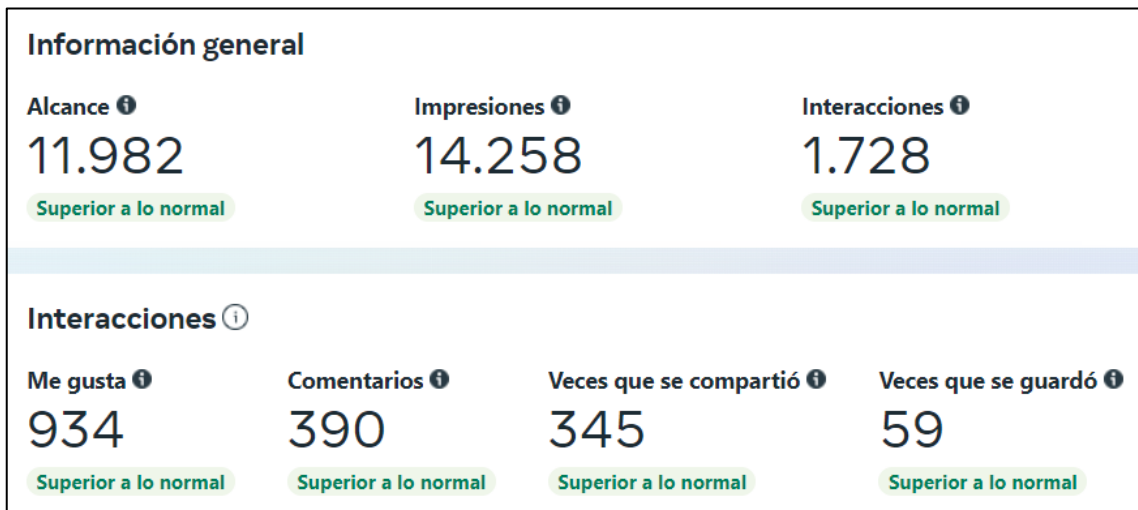 Información general
Alcance Impresiones Interacciones
11.982 14.258 1.728
Superior a lo normal Superior a lo normal Superior a lo normal
Interacciones
Me gusta Comentarios Veces que se compartió Veces que se guardó
934 390 345 59
Superior a lo normal Superior a lo normal Superior a lo normal Superior a lo normal